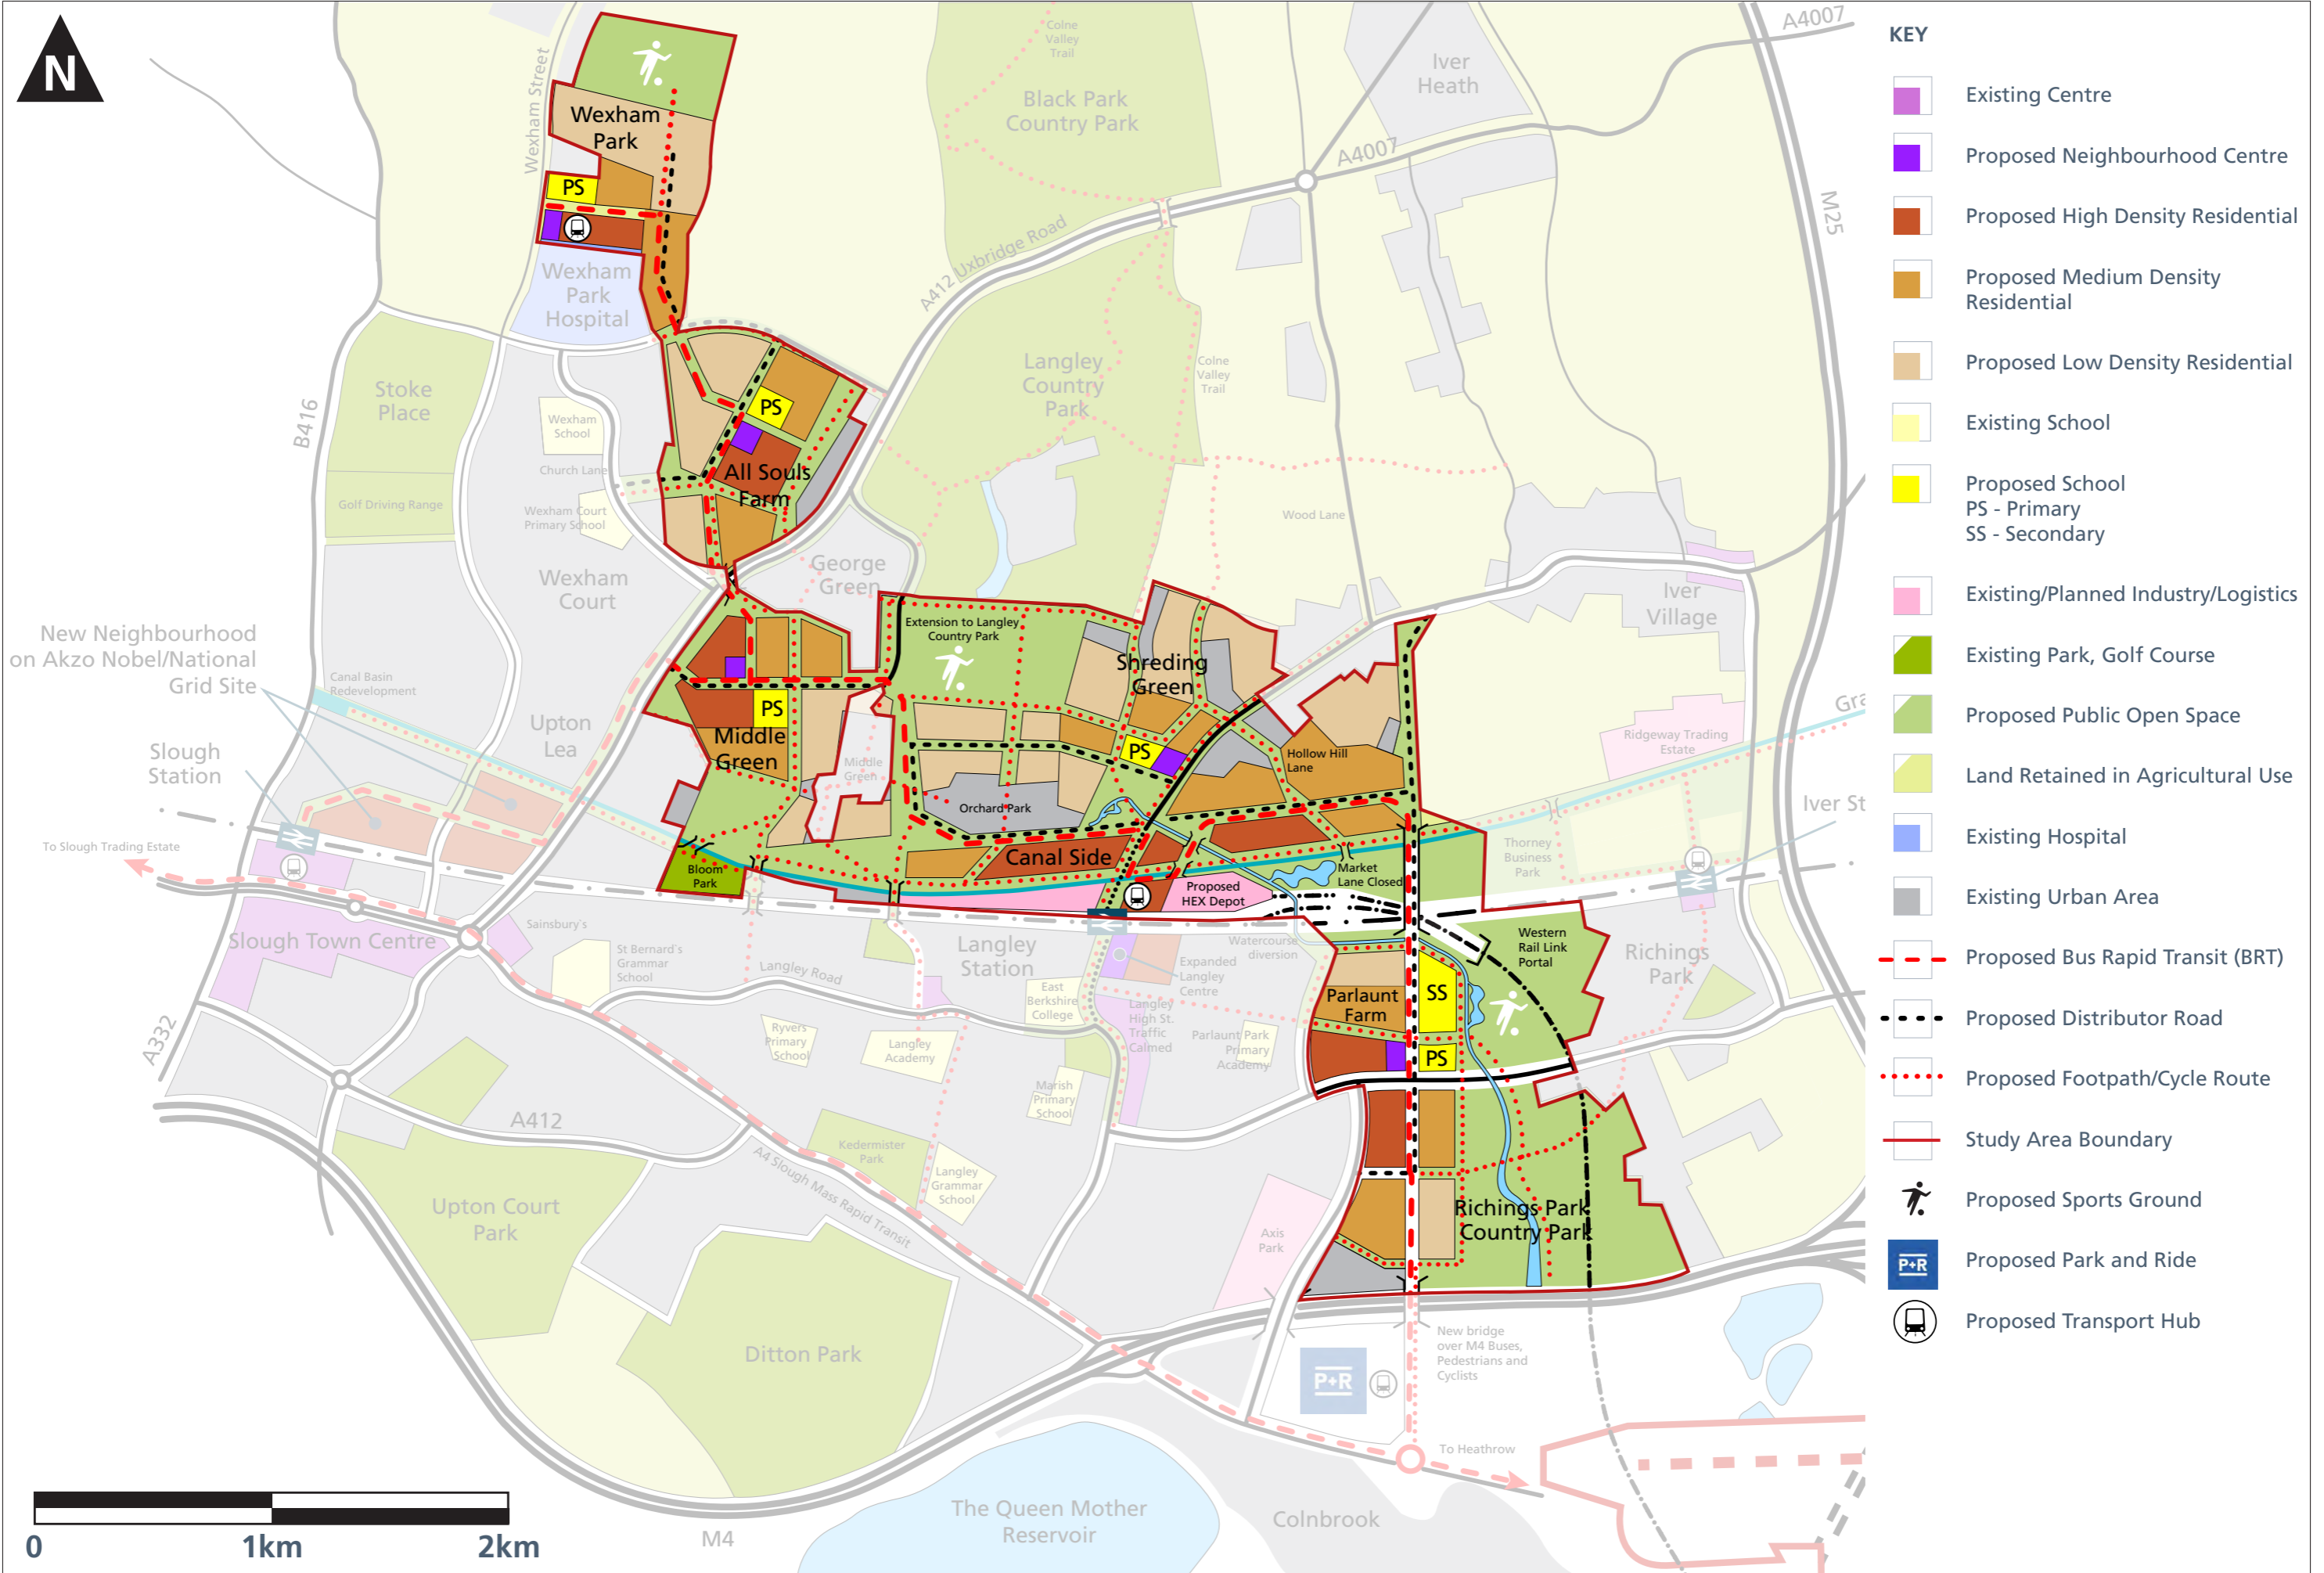 N
Wexham Street
Wexham
Park
PS
Wexham
Park
Hospital
Colne
Valley
Trail
Black Park
Country Park
Iver
Heath
A4007
A4007
M25
A412 Uxbridge Road
Stoke
Place
B416
Golf Driving Range
Wexham
School
Church Lane
Wexham Court
Primary School
Wexham
Court
PS
All Souls
Farm
George
Green
Langley
Country
Park
Colne
Valley
Trail
Wood Lane
Iver
Village
New Neighbourhood
on Akzo Nobel/National
Grid Site
Canal Basin
Redevelopment
Slough
Station
Upton
Lea
To Slough Trading Estate
Extension to Langley
Country Park
Shreding
Green
PS
Middle
Green
Middle
Green
PS
Hollow Hill
Lane
Orchard Park
Canal Side
Bloom
Park
Market
Lane Closed
Proposed
HEX Depot
Ridgeway Trading
Estate
Gra
Iver St
Thorney
Business
Park
Western
Rail Link
Portal
Richings
Park
Slough Town Centre
Sainsbury's
St Bernard's
Grammar
School
Langley Road
Langley
Station
Watercourse
diversion
Expanded
Langley
Centre
East
Berkshire
College
Langley
High St.
Traffic
Calmed
Parlaunt Park
Primary
Academy
Parlaunt
Farm
SS
PS
Ryvers
Primary
School
Langley
Academy
Marish
Primary
School
A332
A412
Kedermister
Park
Langley
Grammar
School
A4 Slough Mass Rapid Transit
Upton Court
Park
Axis
Park
Richings Park
Country Park
Ditton Park
P+R
New bridge
over M4 Buses,
Pedestrians and
Cyclists
To Heathrow
The Queen Mother
Reservoir
Colnbrook
M4
0 1km 2km
KEY
Existing Centre
Proposed Neighbourhood Centre
Proposed High Density Residential
Proposed Medium Density
Residential
Proposed Low Density Residential
Existing School
Proposed School
PS - Primary
SS - Secondary
Existing/Planned Industry/Logistics
Existing Park, Golf Course
Proposed Public Open Space
Land Retained in Agricultural Use
Existing Hospital
Existing Urban Area
Proposed Bus Rapid Transit (BRT)
Proposed Distributor Road
Proposed Footpath/Cycle Route
Study Area Boundary
Proposed Sports Ground
P+R
Proposed Park and Ride
Proposed Transport Hub